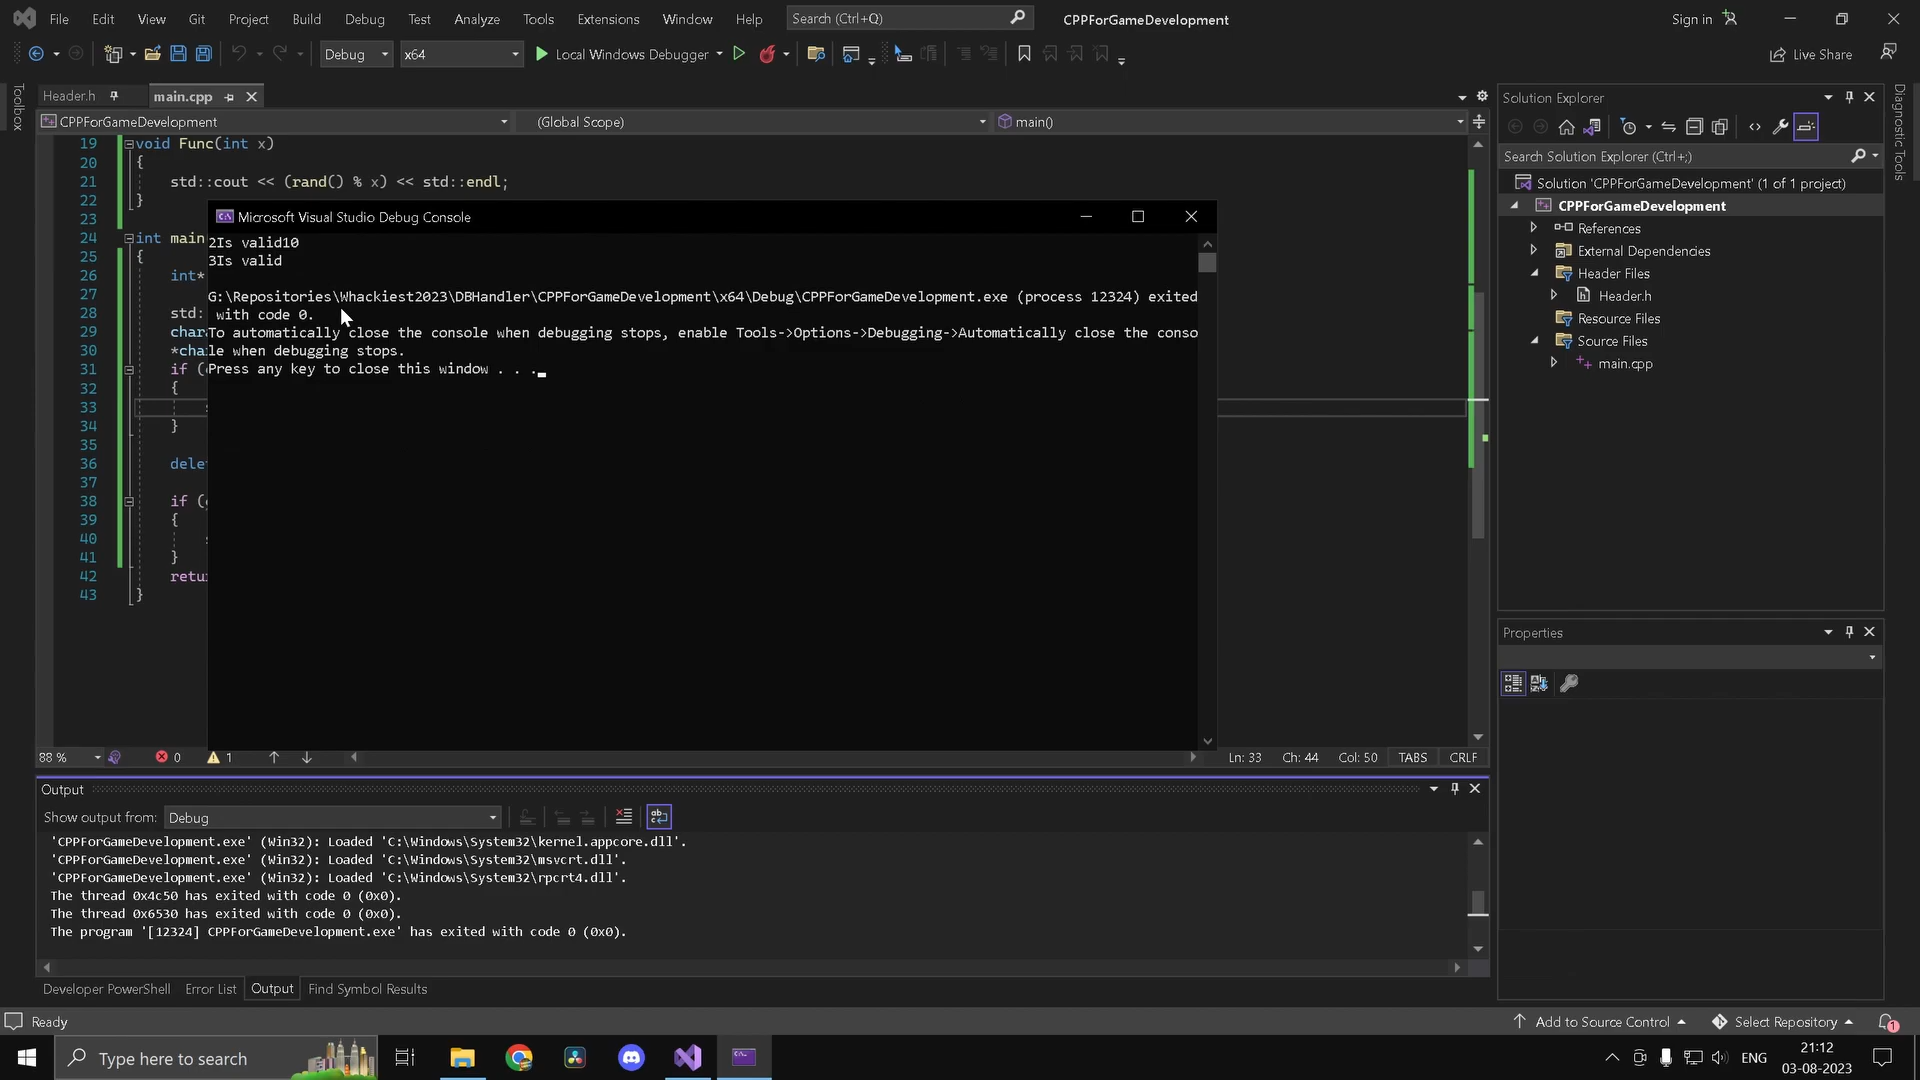 File Edit View Git Project Build Debug Test Analyze Tools Extensions Window Help Search (Ctrl+Q) CPPForGameDevelopment Sign in
Debug x64 Local Windows Debugger Live Share
Toolbox
Header.h main.cpp
CPPForGameDevelopment (Global Scope) main()
19 void Func(int x)
20 {
21 std::cout << (rand() % x) << std::endl;
22 }
23
24 int main
25 {
26 int*
27
28 std:
29 char
30 *cha
31 if (
32 {
33
34 }
35
36 dele
37
38 if (
39 {
40
41 }
42 retu
43 }
Microsoft Visual Studio Debug Console
2Is valid10
3Is valid
G:\Repositories\Whackiest2023\DBHandler\CPPForGameDevelopment\x64\Debug\CPPForGameDevelopment.exe (process 12324) exited
with code 0.
To automatically close the console when debugging stops, enable Tools->Options->Debugging->Automatically close the conso
le when debugging stops.
Press any key to close this window . . .
88 % 0 1 Ln: 33 Ch: 44 Col: 50 TABS CRLF
Output
Show output from: Debug
'CPPForGameDevelopment.exe' (Win32): Loaded 'C:\Windows\System32\kernel.appcore.dll'.
'CPPForGameDevelopment.exe' (Win32): Loaded 'C:\Windows\System32\msvcrt.dll'.
'CPPForGameDevelopment.exe' (Win32): Loaded 'C:\Windows\System32\rpcrt4.dll'.
The thread 0x4c50 has exited with code 0 (0x0).
The thread 0x6530 has exited with code 0 (0x0).
The program '[12324] CPPForGameDevelopment.exe' has exited with code 0 (0x0).
Developer PowerShell Error List Output Find Symbol Results
Solution Explorer
Search Solution Explorer (Ctrl+;)
Solution 'CPPForGameDevelopment' (1 of 1 project)
CPPForGameDevelopment
References
External Dependencies
Header Files
Header.h
Resource Files
Source Files
main.cpp
Properties
Diagnostic Tools
Ready Add to Source Control Select Repository 1
Type here to search ENG 21:12
03-08-2023